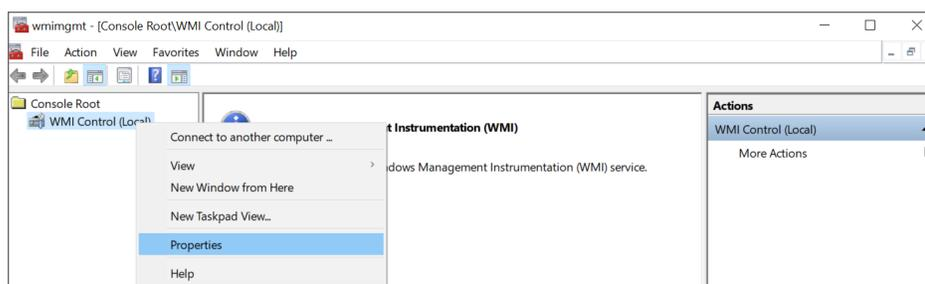 wmimgmt - [Console Root\WMI Control (Local)]
File Action View Favorites Window Help
Console Root
WMI Control (Local)
Connect to another computer ...
View
New Window from Here
New Taskpad View...
Properties
Help
t Instrumentation (WMI)
dows Management Instrumentation (WMI) service.
Actions
WMI Control (Local)
More Actions